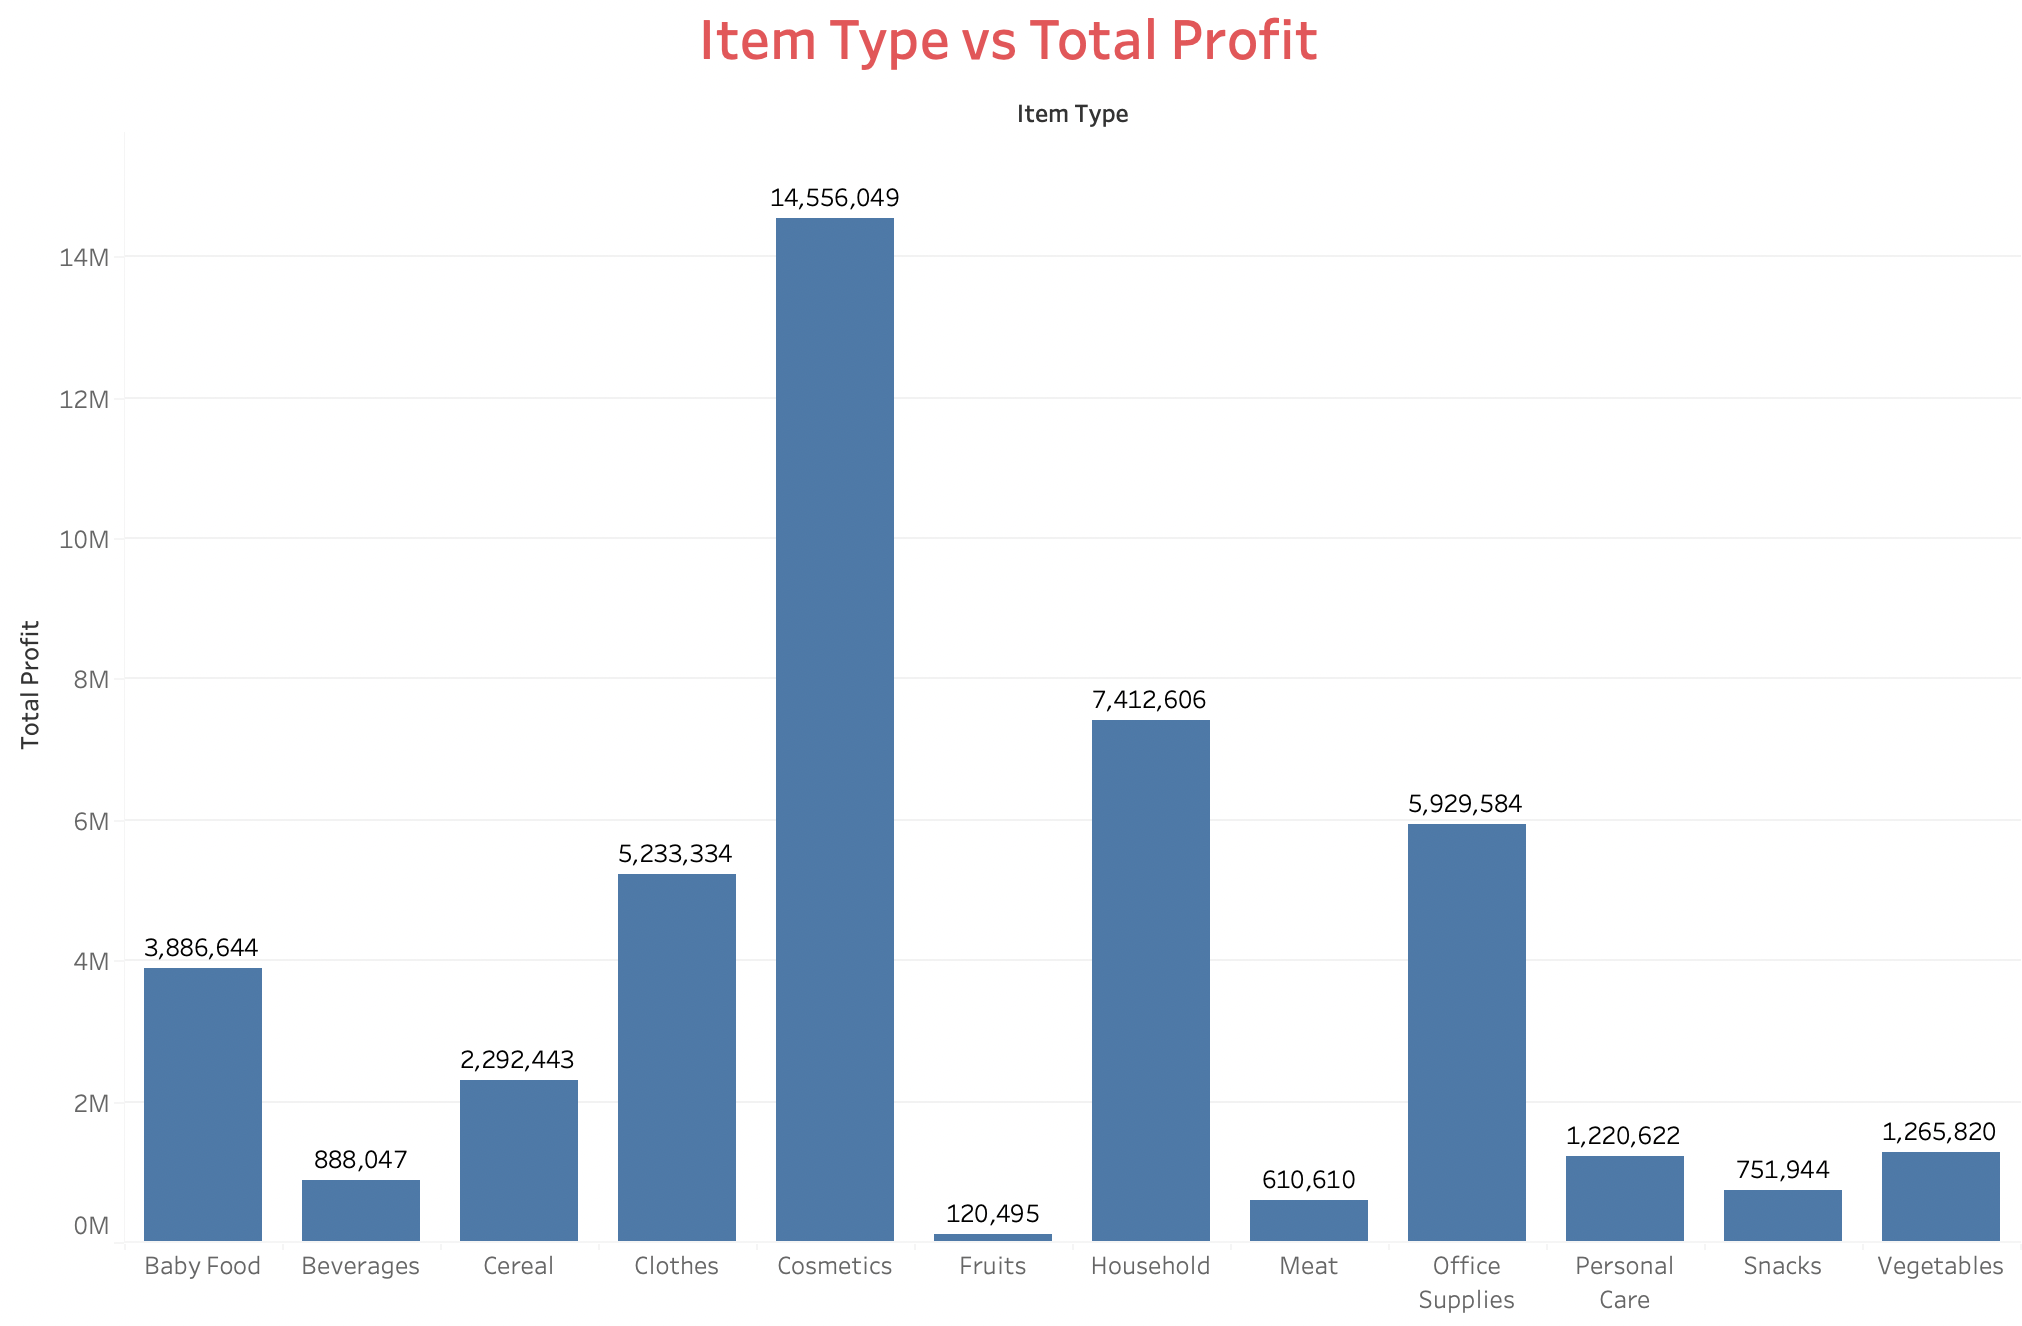 Item Type vs Total Profit
Item Type
Total Profit
14M
12M
10M
8M
6M
4M
2M
0M
3,886,644
888,047
2,292,443
5,233,334
14,556,049
120,495
7,412,606
610,610
5,929,584
1,220,622
751,944
1,265,820
Baby Food
Beverages
Cereal
Clothes
Cosmetics
Fruits
Household
Meat
Office
Supplies
Personal
Care
Snacks
Vegetables